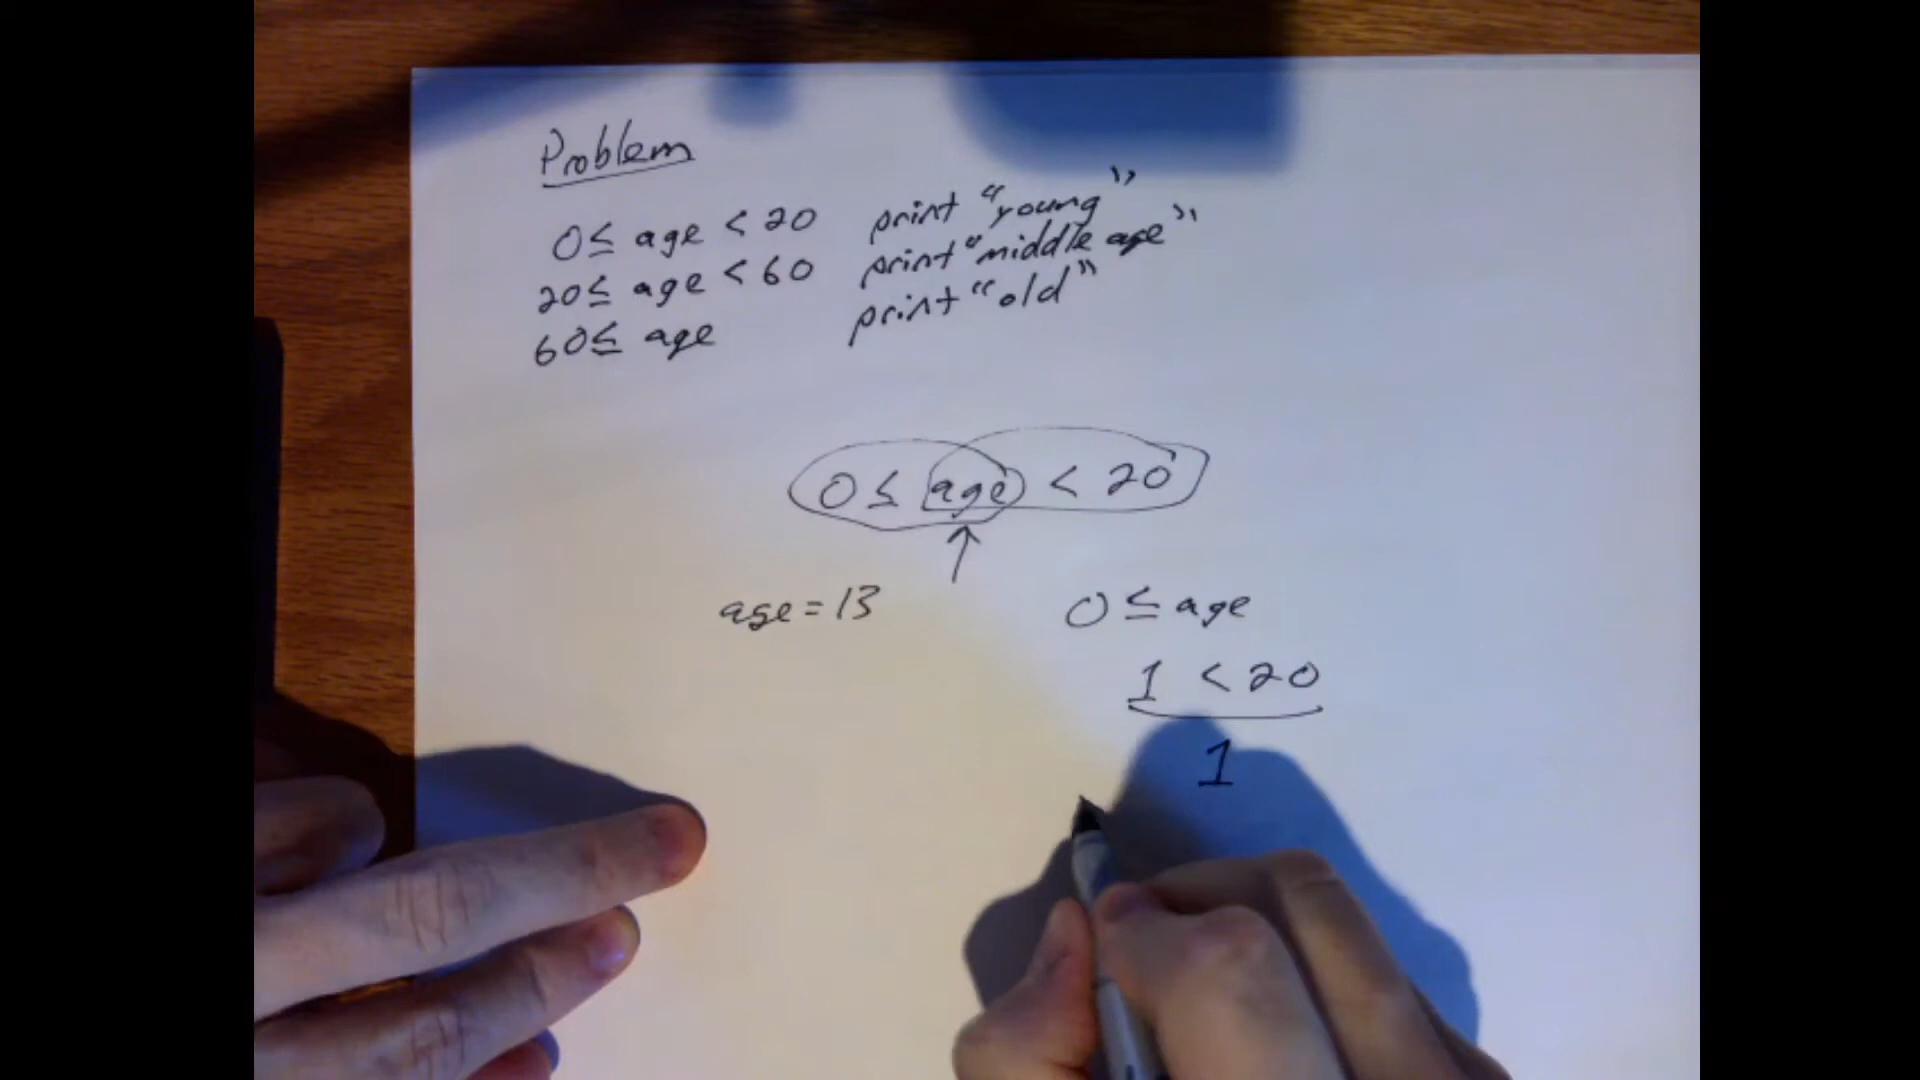 Problem
0≤ age < 20 print "young"
20≤ age < 60 print "middle age"
60≤ age print "old"
0 ≤ age < 20
age = 13
0 ≤ age
1 < 20
1